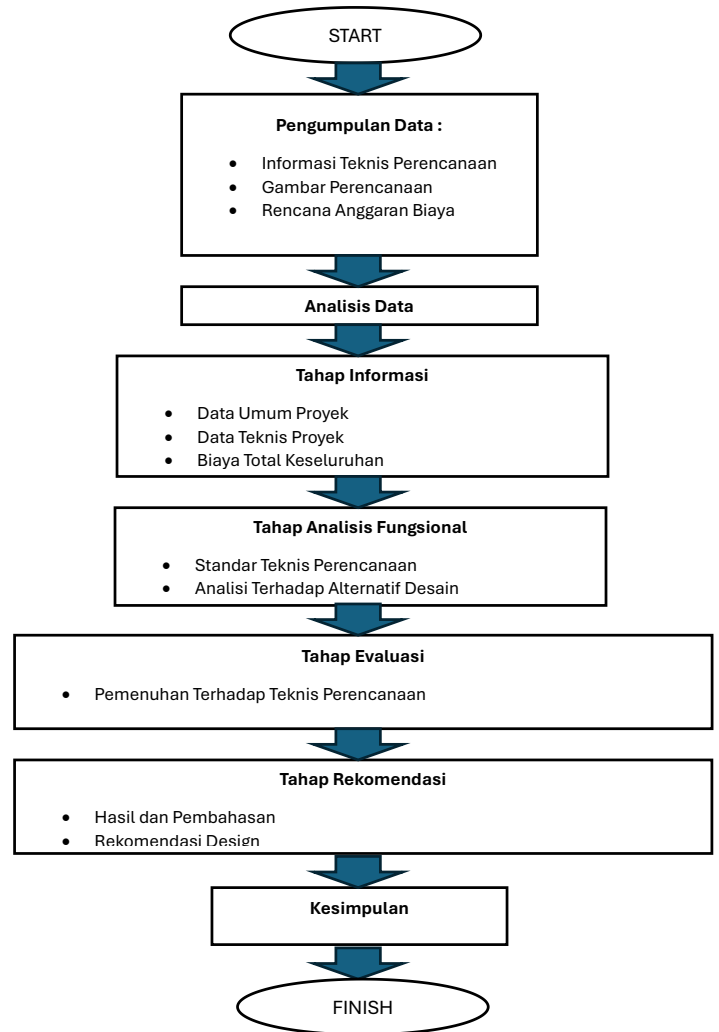 START
Pengumpulan Data :
• Informasi Teknis Perencanaan
• Gambar Perencanaan
• Rencana Anggaran Biaya
Analisis Data
Tahap Informasi
• Data Umum Proyek
• Data Teknis Proyek
• Biaya Total Keseluruhan
Tahap Analisis Fungsional
• Standar Teknis Perencanaan
• Analisi Terhadap Alternatif Desain
Tahap Evaluasi
• Pemenuhan Terhadap Teknis Perencanaan
Tahap Rekomendasi
• Hasil dan Pembahasan
• Rekomendasi Design
Kesimpulan
FINISH